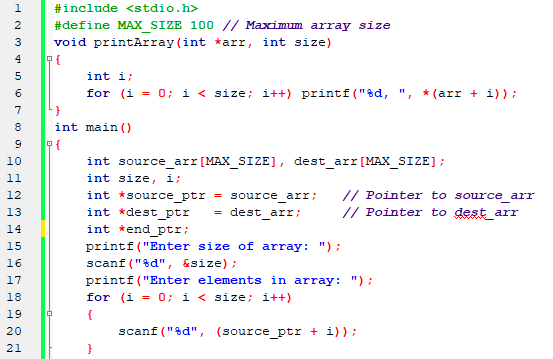 1 #include <stdio.h>
2 #define MAX_SIZE 100 // Maximum array size
3 void printArray(int *arr, int size)
4 {
5 int i;
6 for (i = 0; i < size; i++) printf("%d, ", *(arr + i));
7 }
8 int main()
9 {
10 int source_arr[MAX_SIZE], dest_arr[MAX_SIZE];
11 int size, i;
12 int *source_ptr = source_arr; // Pointer to source_arr
13 int *dest_ptr = dest_arr; // Pointer to dest_arr
14 int *end_ptr;
15 printf("Enter size of array: ");
16 scanf("%d", &size);
17 printf("Enter elements in array: ");
18 for (i = 0; i < size; i++)
19 {
20 scanf("%d", (source_ptr + i));
21 }